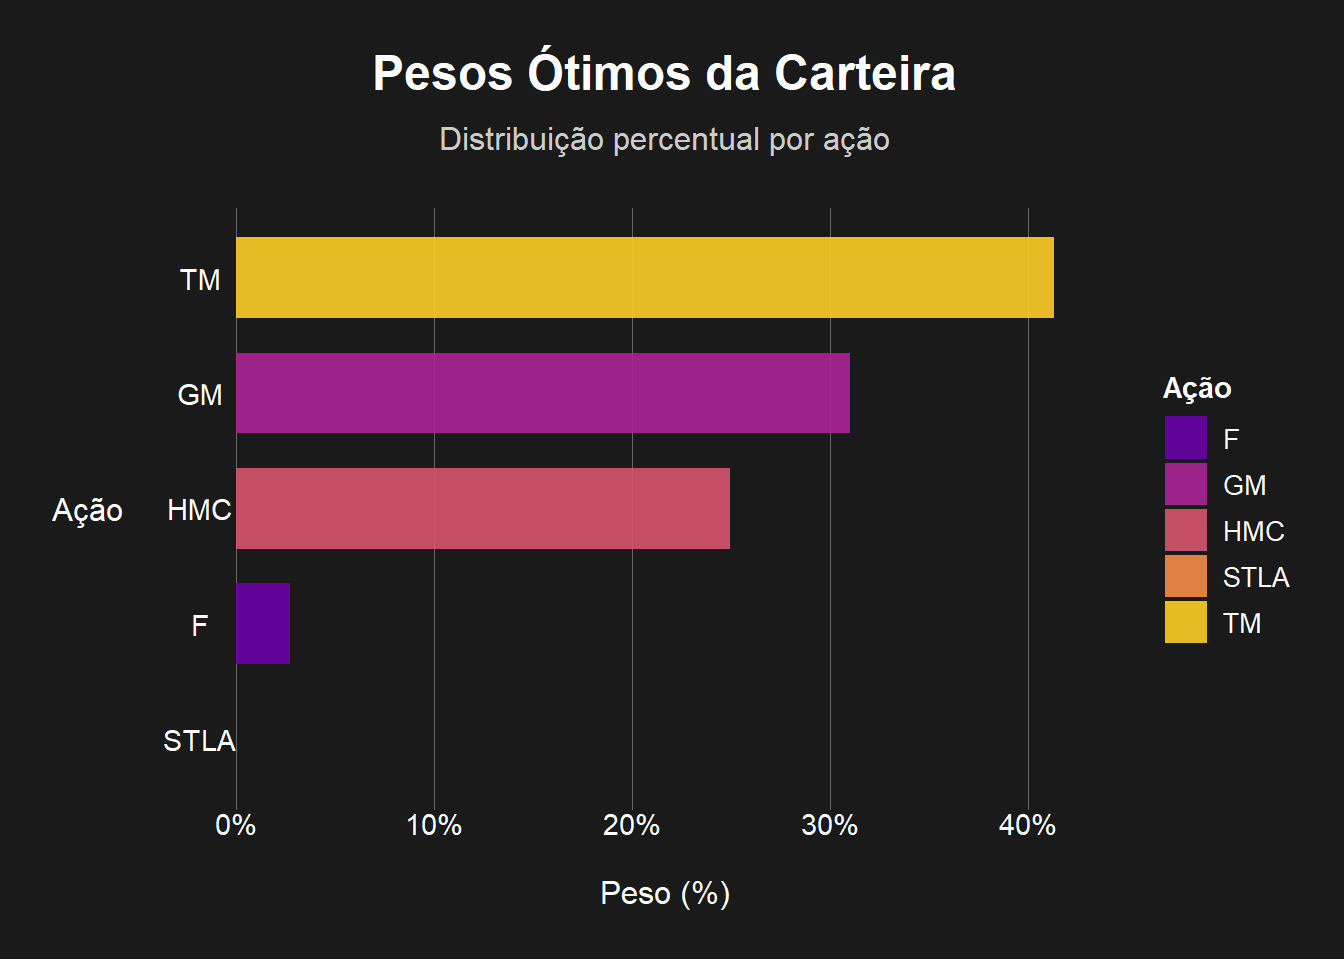 Pesos Ótimos da Carteira
Distribuição percentual por ação
Ação
TM
GM
HMC
F
STLA
0% 10% 20% 30% 40%
Peso (%)
Ação
F
GM
HMC
STLA
TM